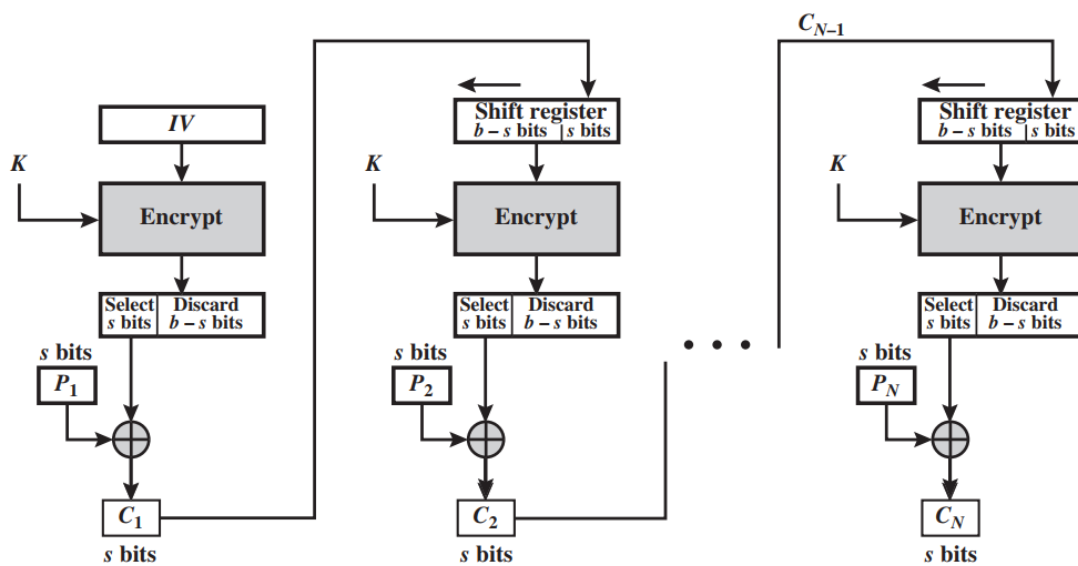 C_{N–1}
IV
Shift register
b – s bits | s bits
Shift register
b – s bits | s bits
K
K
K
Encrypt
Encrypt
Encrypt
Select Discard
s bits b – s bits
Select Discard
s bits b – s bits
Select Discard
s bits b – s bits
s bits
s bits
s bits
P_1
P_2
P_N
• • •
C_1
C_2
C_N
s bits
s bits
s bits